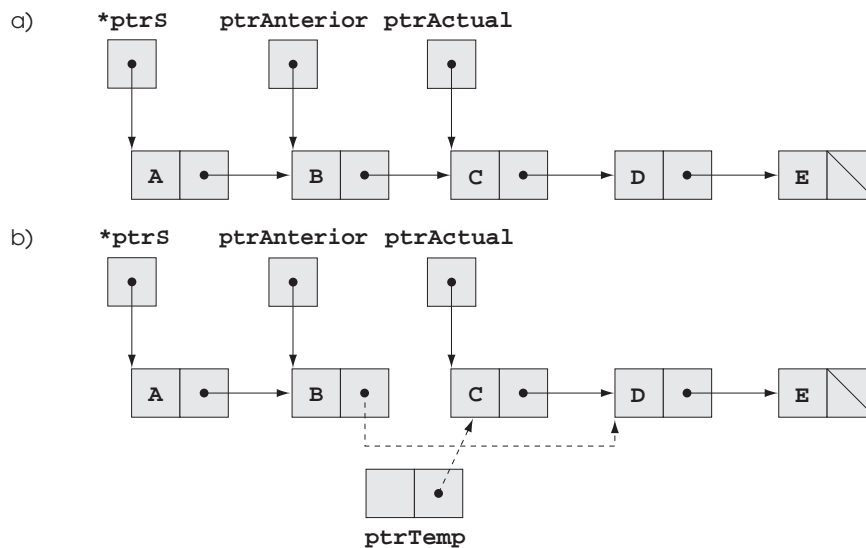 a) *ptrS ptrAnterior ptrActual
A B C D E
b) *ptrS ptrAnterior ptrActual
A B C D E
ptrTemp